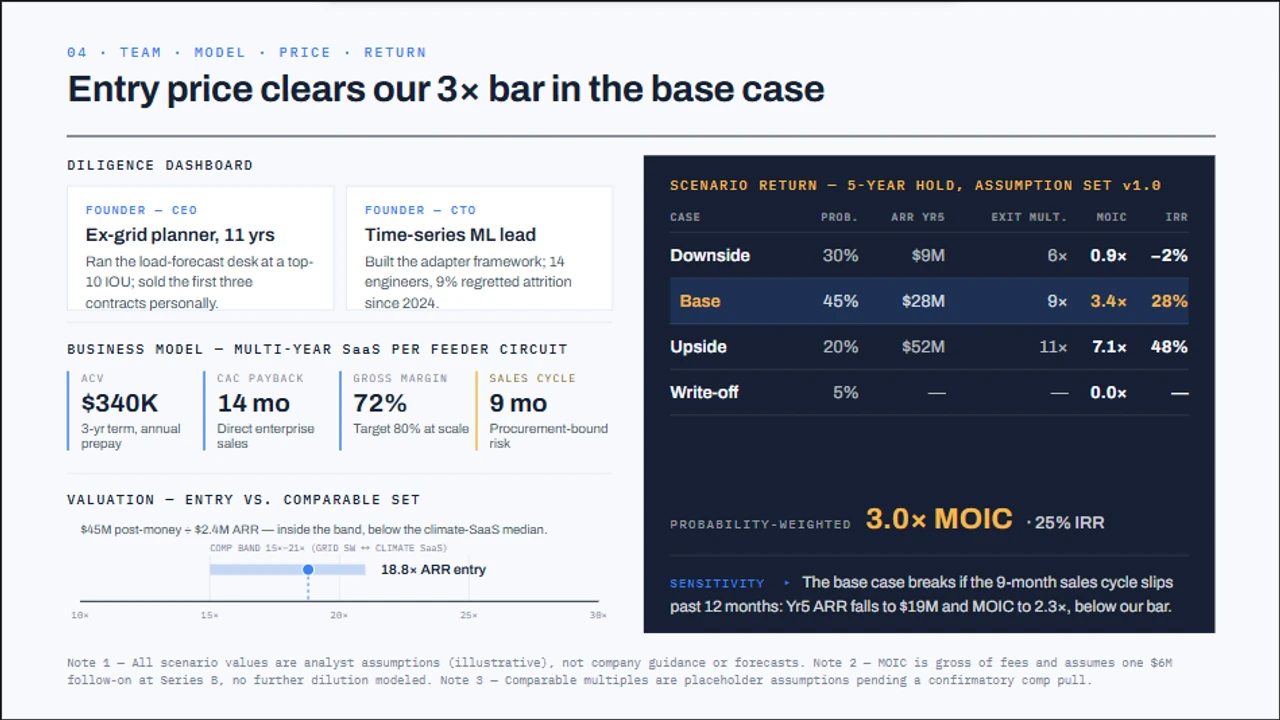 04 · TEAM · MODEL · PRICE · RETURN
Entry price clears our 3× bar in the base case
DILIGENCE DASHBOARD
FOUNDER — CEO
Ex-grid planner, 11 yrs
Ran the load-forecast desk at a top-
10 IOU; sold the first three
contracts personally.
FOUNDER — CTO
Time-series ML lead
Built the adapter framework; 14
engineers, 9% regretted attrition
since 2024.
BUSINESS MODEL — MULTI-YEAR SaaS PER FEEDER CIRCUIT
ACV
$340K
3-yr term, annual
prepay
CAC PAYBACK
14 mo
Direct enterprise
sales
GROSS MARGIN
72%
Target 80% at scale
SALES CYCLE
9 mo
Procurement-bound
risk
VALUATION — ENTRY VS. COMPARABLE SET
$45M post-money ÷ $2.4M ARR — inside the band, below the climate-SaaS median.
COMP BAND 15×–21× (GRID SW ↔ CLIMATE SaaS)
18.8× ARR entry
10× 15× 20× 25× 30×
SCENARIO RETURN — 5-YEAR HOLD, ASSUMPTION SET v1.0
CASE PROB. ARR YR5 EXIT MULT. MOIC IRR
Downside 30% $9M 6× 0.9× −2%
Base 45% $28M 9× 3.4× 28%
Upside 20% $52M 11× 7.1× 48%
Write-off 5% — — 0.0× —
PROBABILITY-WEIGHTED 3.0× MOIC · 25% IRR
SENSITIVITY ▸ The base case breaks if the 9-month sales cycle slips
past 12 months: Yr5 ARR falls to $19M and MOIC to 2.3×, below our bar.
Note 1 — All scenario values are analyst assumptions (illustrative), not company guidance or forecasts. Note 2 — MOIC is gross of fees and assumes one $6M
follow-on at Series B, no further dilution modeled. Note 3 — Comparable multiples are placeholder assumptions pending a confirmatory comp pull.